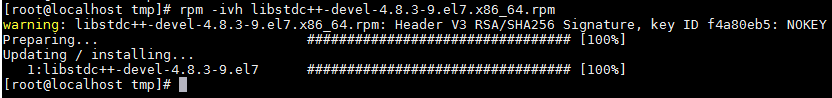 [root@localhost tmp]# rpm -ivh libstdc++-devel-4.8.3-9.el7.x86_64.rpm
warning: libstdc++-devel-4.8.3-9.el7.x86_64.rpm: Header V3 RSA/SHA256 Signature, key ID f4a80eb5: NOKEY
Preparing...                          ################################# [100%]
Updating / installing...
   1:libstdc++-devel-4.8.3-9.el7      ################################# [100%]
[root@localhost tmp]#